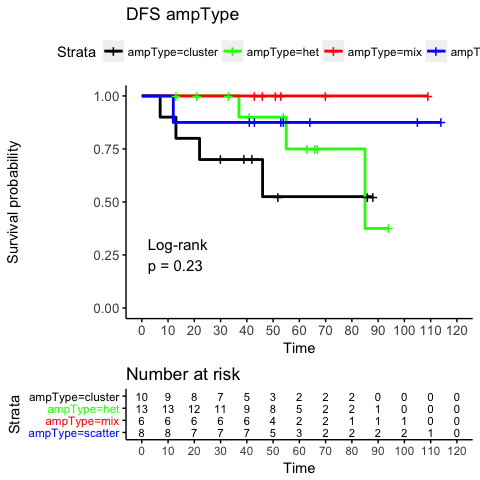 DFS ampType
Strata ampType=cluster ampType=het ampType=mix ampT
Survival probability
1.00
0.75
0.50
0.25
0.00
Log-rank
p = 0.23
0 10 20 30 40 50 60 70 80 90 100 110 120
Time
Number at risk
Strata
ampType=cluster 10 9 8 7 5 3 2 2 2 0 0 0 0
ampType=het 13 13 12 11 9 8 5 2 2 1 0 0 0
ampType=mix 6 6 6 6 6 4 2 2 1 1 1 0 0
ampType=scatter 8 8 7 7 7 5 3 2 2 2 2 1 0
0 10 20 30 40 50 60 70 80 90 100 110 120
Time